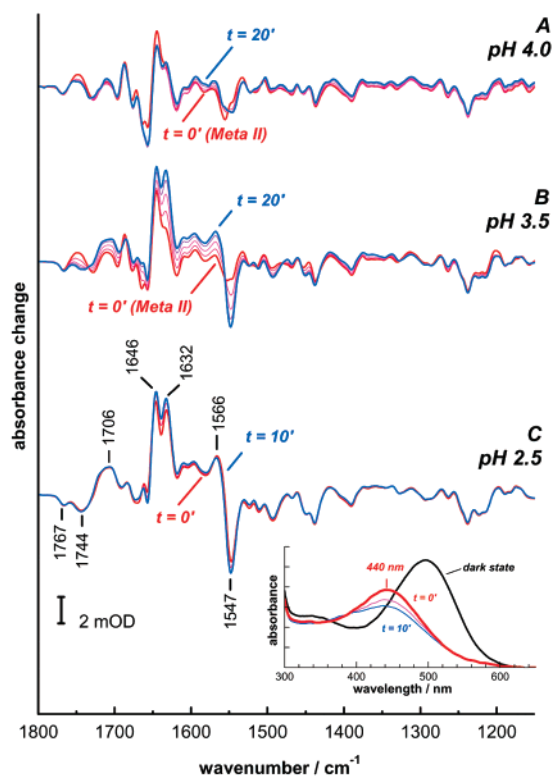 A
pH 4.0
t = 20'
t = 0' (Meta II)
B
pH 3.5
t = 20'
t = 0' (Meta II)
absorbance change
C
pH 2.5
1646
1632
1706
1566
t = 10'
t = 0'
1767
1744
1547
2 mOD
440 nm
dark state
t = 0'
t = 10'
absorbance
300 400 500 600
wavelength / nm
1800 1700 1600 1500 1400 1300 1200
wavenumber / cm-1